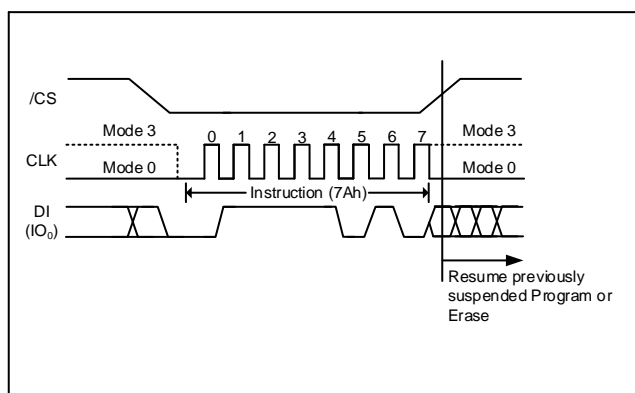 /CS
Mode 3
0 1 2 3 4 5 6 7
Mode 3
CLK
Mode 0
Mode 0
Instruction (7Ah)
DI
(IO₀)
Resume previously
suspended Program or
Erase